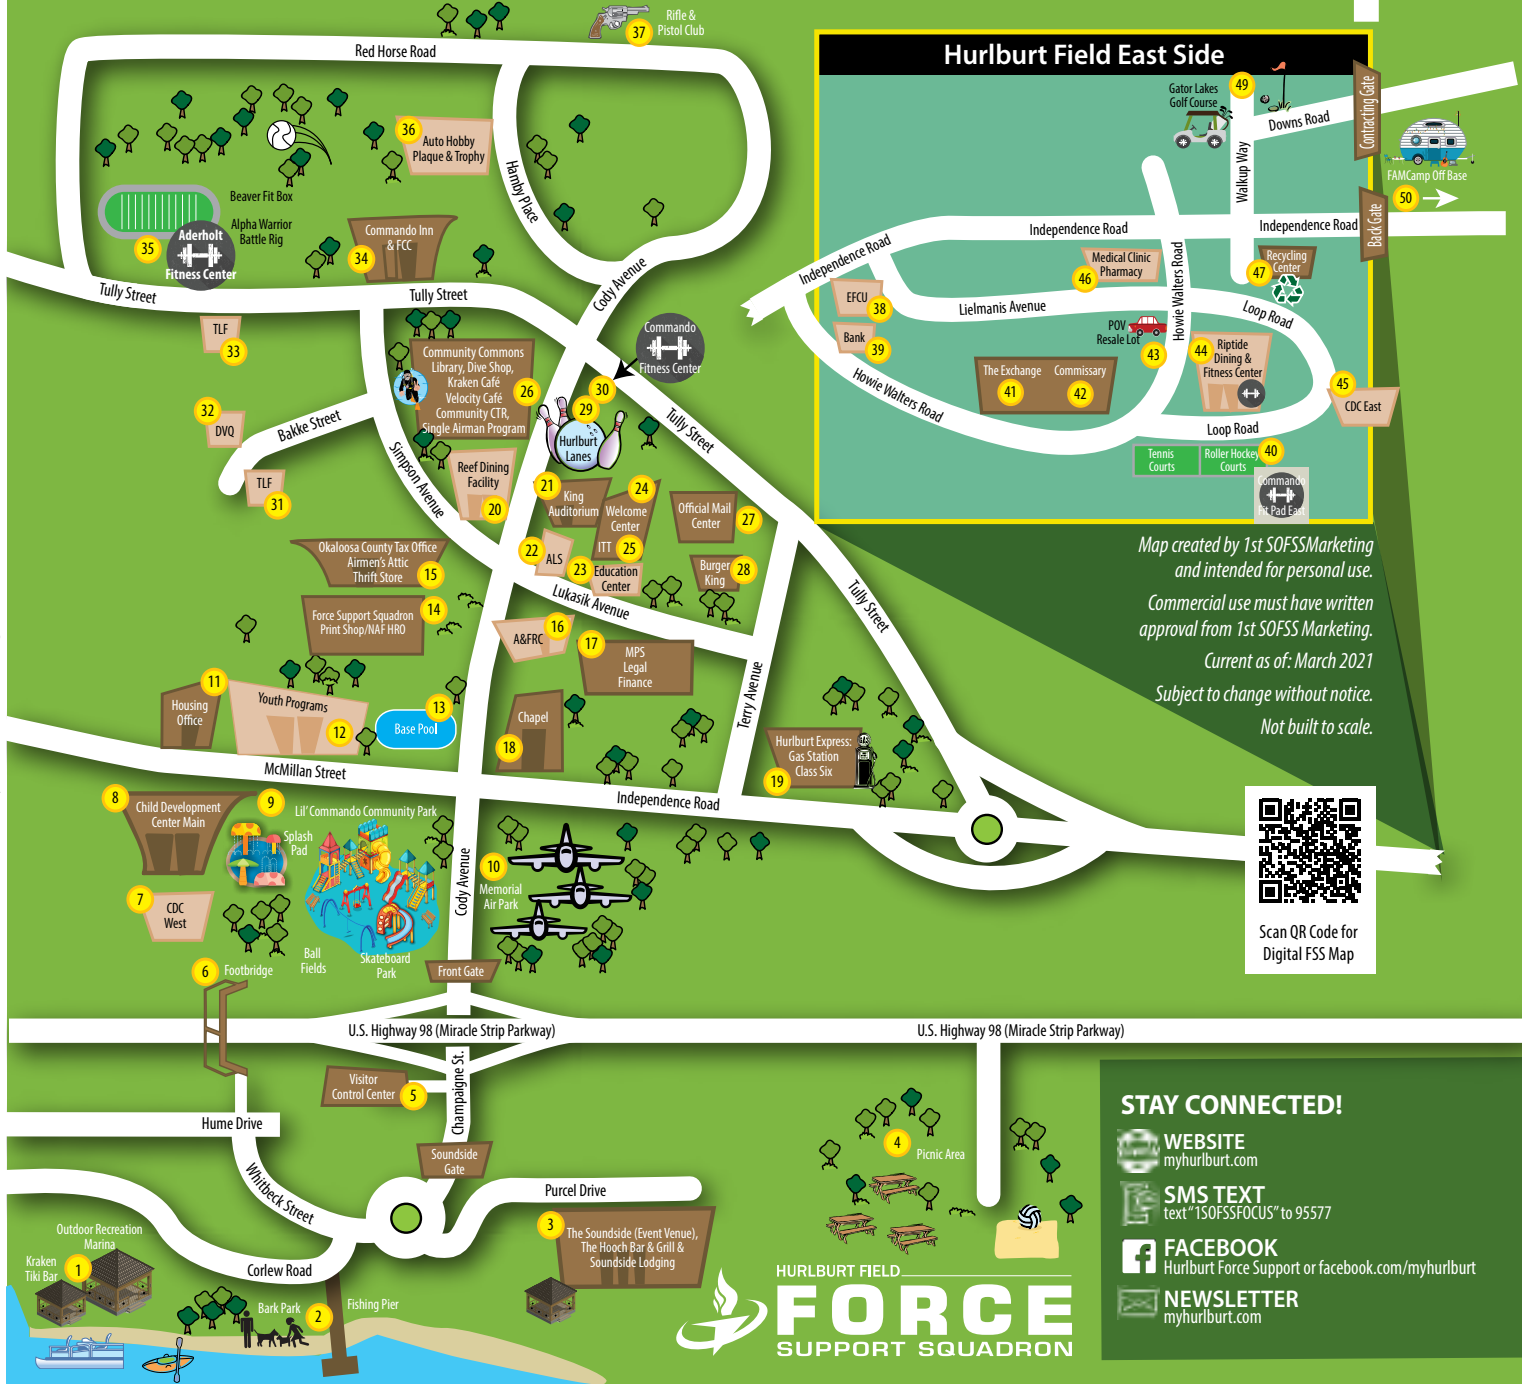 Rifle &
Pistol Club
37
Red Horse Road
36
Auto Hobby
Plaque & Trophy
Hamby Place
Beaver Fit Box
Alpha Warrior
Battle Rig
35
Aderholt
Fitness Center
Commando Inn
& FCC
34
Tully Street
Tully Street
Cody Avenue
TLF
33
Commando
Fitness Center
Community Commons
Library, Dive Shop,
Kraken Café
Velocity Café
Community CTR,
Single Airman Program
26
30
29
Hurlburt
Lanes
32
DVQ
Bakke Street
Simpson Avenue
Tully Street
TLF
31
Reef Dining
Facility
20
21
King
Auditorium
24
Welcome
Center
ITT
25
Official Mail
Center
27
22
ALS
23
Education
Center
Burger
King
28
Okaloosa County Tax Office
Airmen's Attic
Thrift Store
15
Lukasik Avenue
Tully Street
Force Support Squadron
Print Shop/NAF HRO
14
A&FRC
16
17
MPS
Legal
Finance
11
Housing
Office
Youth Programs
12
13
Base Pool
Chapel
18
Terry Avenue
Hurlburt Express:
Gas Station
Class Six
19
McMillan Street
Independence Road
8
Child Development
Center Main
9
Splash
Pad
Lil' Commando Community Park
Cody Avenue
10
Memorial
Air Park
7
CDC
West
Ball
Fields
Skateboard
Park
6
Footbridge
Front Gate
U.S. Highway 98 (Miracle Strip Parkway)
U.S. Highway 98 (Miracle Strip Parkway)
Visitor
Control Center
5
Champaigne St.
Hume Drive
Whitbeck Street
Soundside
Gate
Purcel Drive
4
Picnic Area
Outdoor Recreation
Marina
Kraken
Tiki Bar
1
Corlew Road
3
The Soundside (Event Venue),
The Hooch Bar & Grill &
Soundside Lodging
Bark Park
2
Fishing Pier
Hurlburt Field East Side
Gator Lakes
Golf Course
49
Downs Road
Contracting Gate
Walkup Way
FAMCamp Off Base
50
Back Gate
Independence Road
Independence Road
Independence Road
Medical Clinic
Pharmacy
46
Howie Walters Road
Recycling
Center
47
EFCU
38
Lielmanis Avenue
Loop Road
Bank
39
POV
Resale Lot
43
44
Riptide
Dining &
Fitness Center
The Exchange
41
Commissary
42
Howie Walters Road
45
CDC East
Loop Road
Tennis
Courts
Roller Hockey
Courts
40
Commando
Fit Pad East
Map created by 1st SOFSSMarketing
and intended for personal use.
Commercial use must have written
approval from 1st SOFSS Marketing.
Current as of: March 2021
Subject to change without notice.
Not built to scale.
Scan QR Code for
Digital FSS Map
HURLBURT FIELD
FORCE
SUPPORT SQUADRON
STAY CONNECTED!
WEBSITE
myhurlburt.com
SMS TEXT
text "1SOFSSFOCUS" to 95577
FACEBOOK
Hurlburt Force Support or facebook.com/myhurlburt
NEWSLETTER
myhurlburt.com